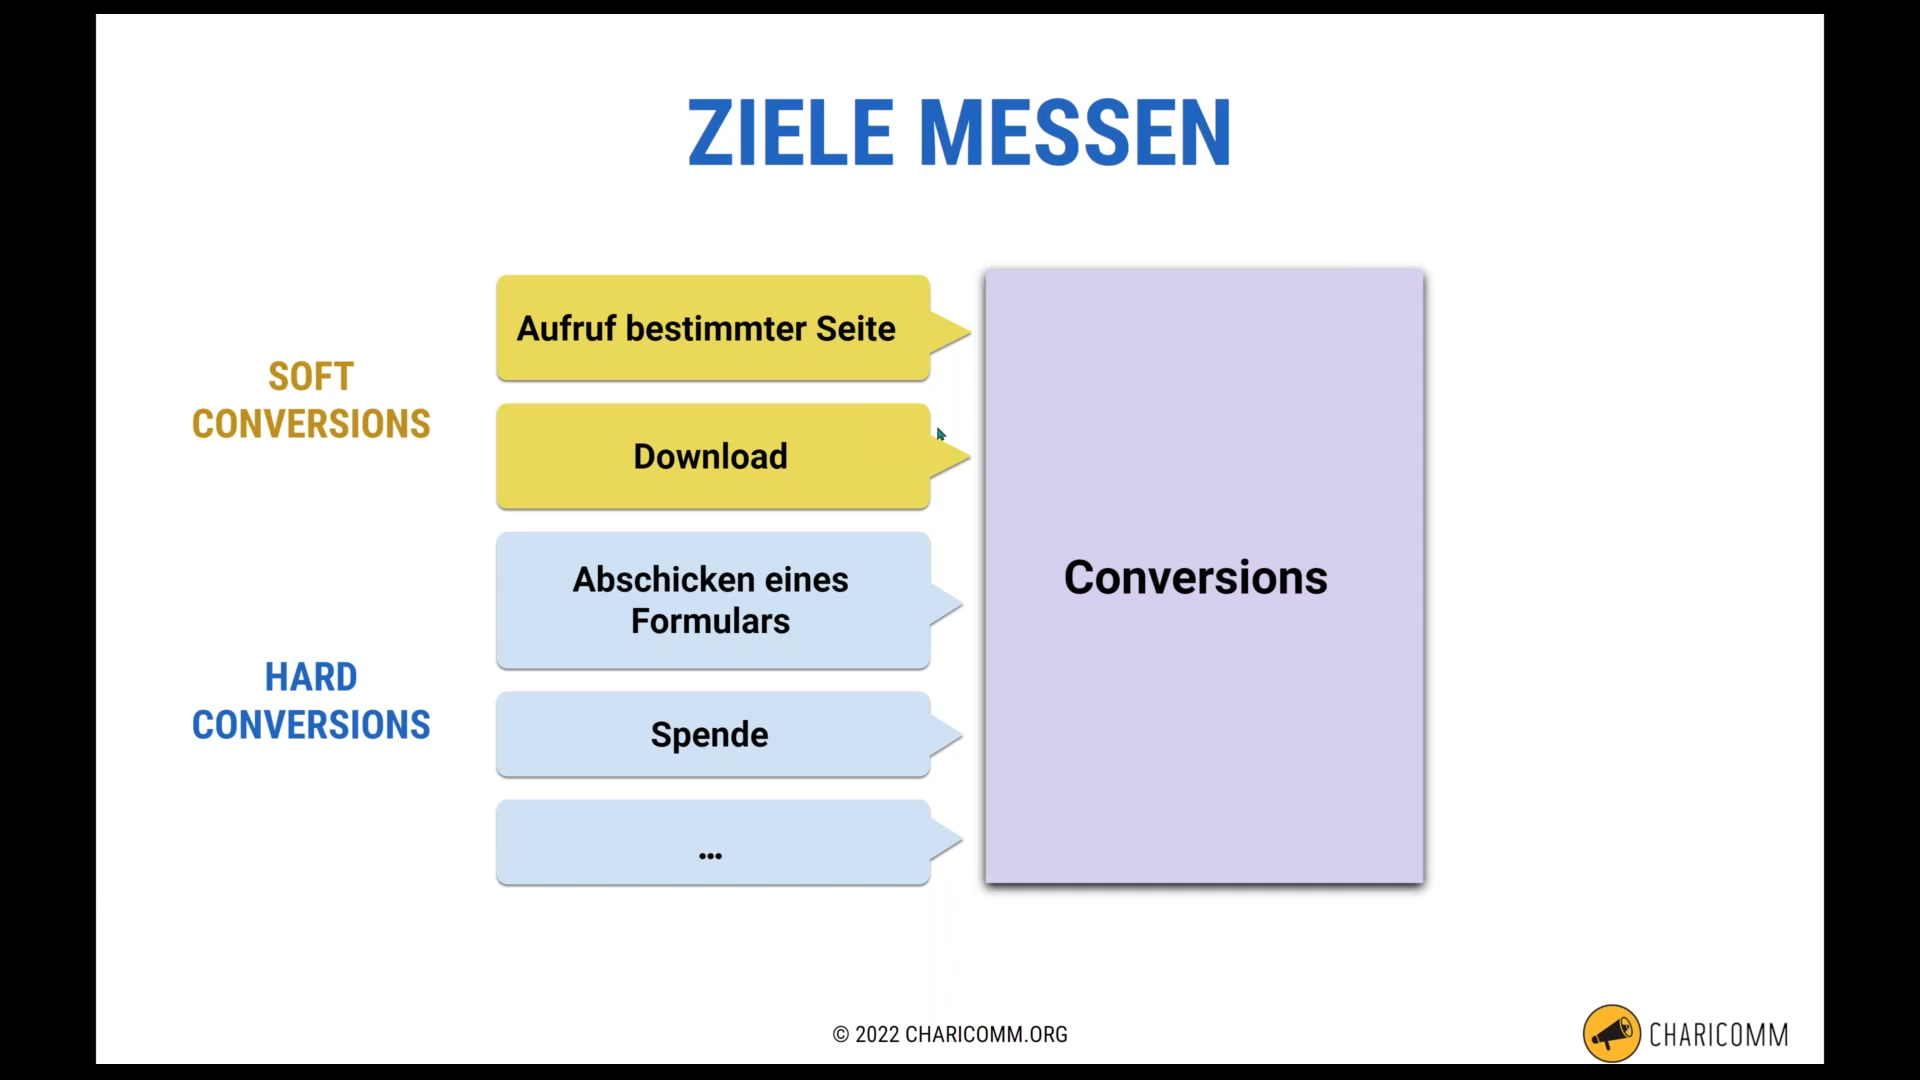 ZIELE MESSEN
SOFT
CONVERSIONS
Aufruf bestimmter Seite
Download
HARD
CONVERSIONS
Abschicken eines
Formulars
Spende
...
Conversions
© 2022 CHARICOMM.ORG
CHARICOMM